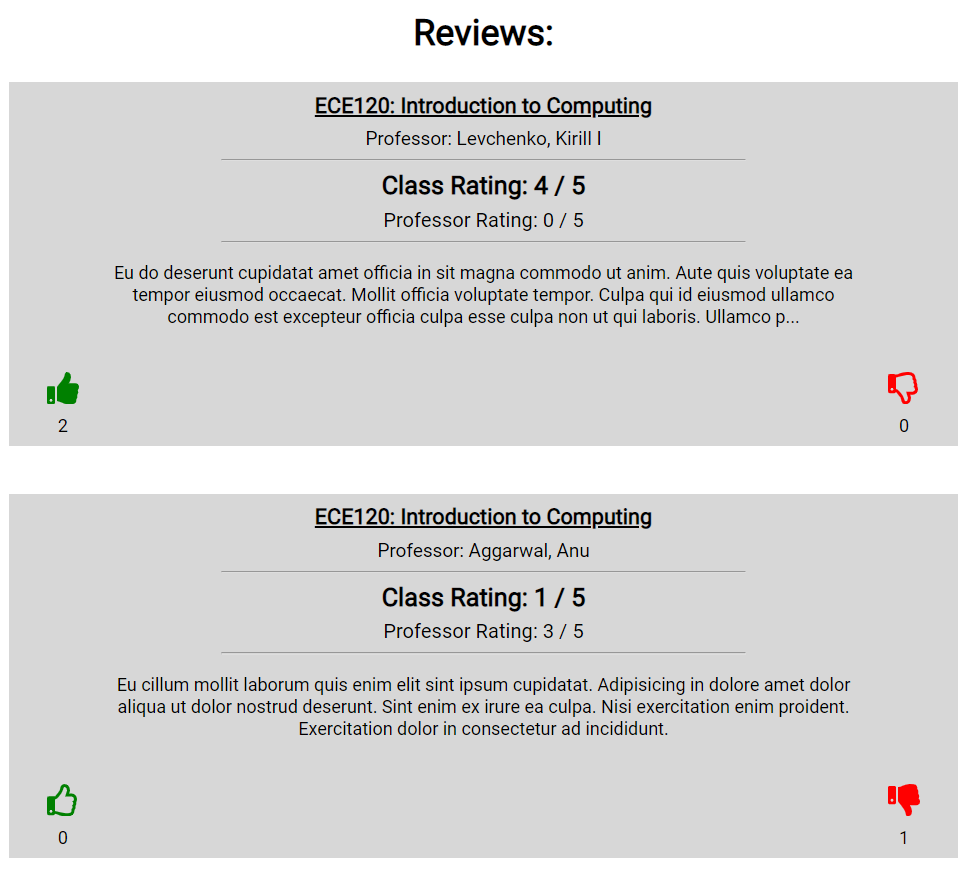 Reviews:
ECE120: Introduction to Computing
Professor: Levchenko, Kirill I
Class Rating: 4 / 5
Professor Rating: 0 / 5
Eu do deserunt cupidatat amet officia in sit magna commodo ut anim. Aute quis voluptate ea
tempor eiusmod occaecat. Mollit officia voluptate tempor. Culpa qui id eiusmod ullamco
commodo est excepteur officia culpa esse culpa non ut qui laboris. Ullamco p...
2
0
ECE120: Introduction to Computing
Professor: Aggarwal, Anu
Class Rating: 1 / 5
Professor Rating: 3 / 5
Eu cillum mollit laborum quis enim elit sint ipsum cupidatat. Adipisicing in dolore amet dolor
aliqua ut dolor nostrud deserunt. Sint enim ex irure ea culpa. Nisi exercitation enim proident.
Exercitation dolor in consectetur ad incididunt.
0
1